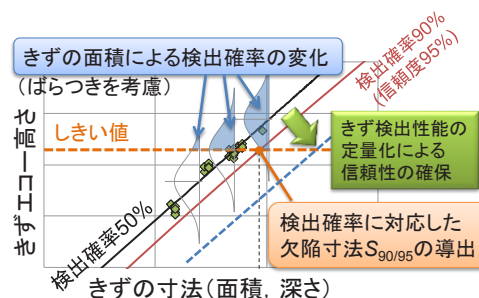 きずの面積による検出確率の変化
(ばらつきを考慮)
検出確率90%
(信頼度95%)
しきい値
きず検出性能の
定量化による
信頼性の確保
きずエコー高さ
検出確率50%
検出確率に対応した
欠陥寸法S90/95の導出
きずの寸法(面積, 深さ)